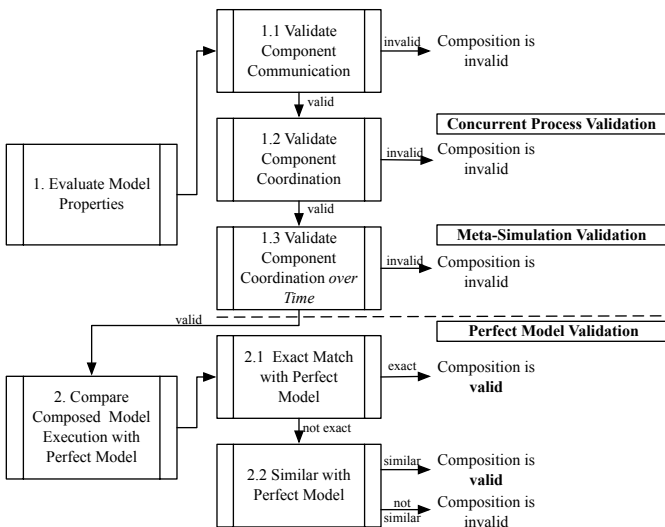 1.1 Validate
Component
Communication
invalid
Composition is
invalid
valid
Concurrent Process Validation
1.2 Validate
Component
Coordination
invalid
Composition is
invalid
1. Evaluate Model
Properties
valid
Meta-Simulation Validation
1.3 Validate
Component
Coordination over
Time
invalid
Composition is
invalid
valid
Perfect Model Validation
2.1 Exact Match
with Perfect
Model
exact
Composition is
valid
2. Compare
Composed Model
Execution with
Perfect Model
not exact
2.2 Similar with
Perfect Model
similar
Composition is
valid
not
similar
Composition is
invalid